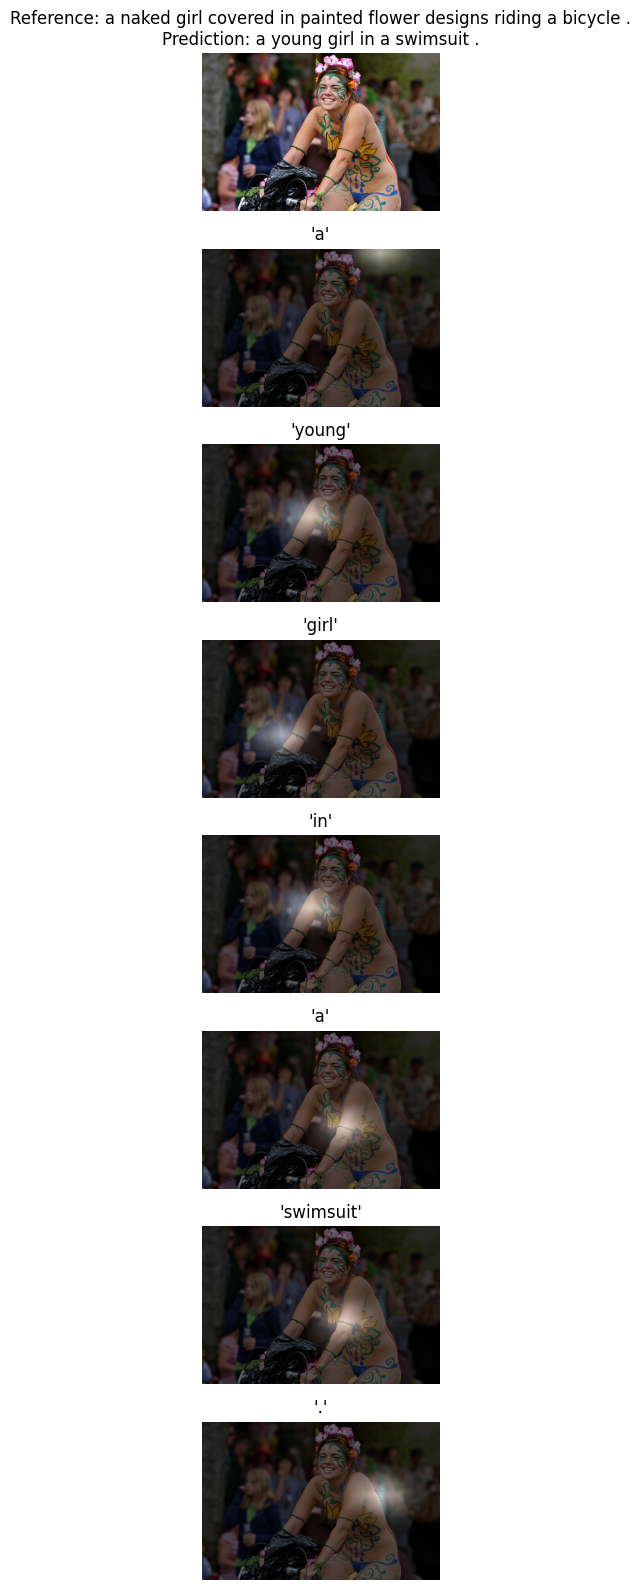 Reference: a naked girl covered in painted flower designs riding a bicycle .
Prediction: a young girl in a swimsuit .
'a'
'young'
'girl'
'in'
'a'
'swimsuit'
'.'